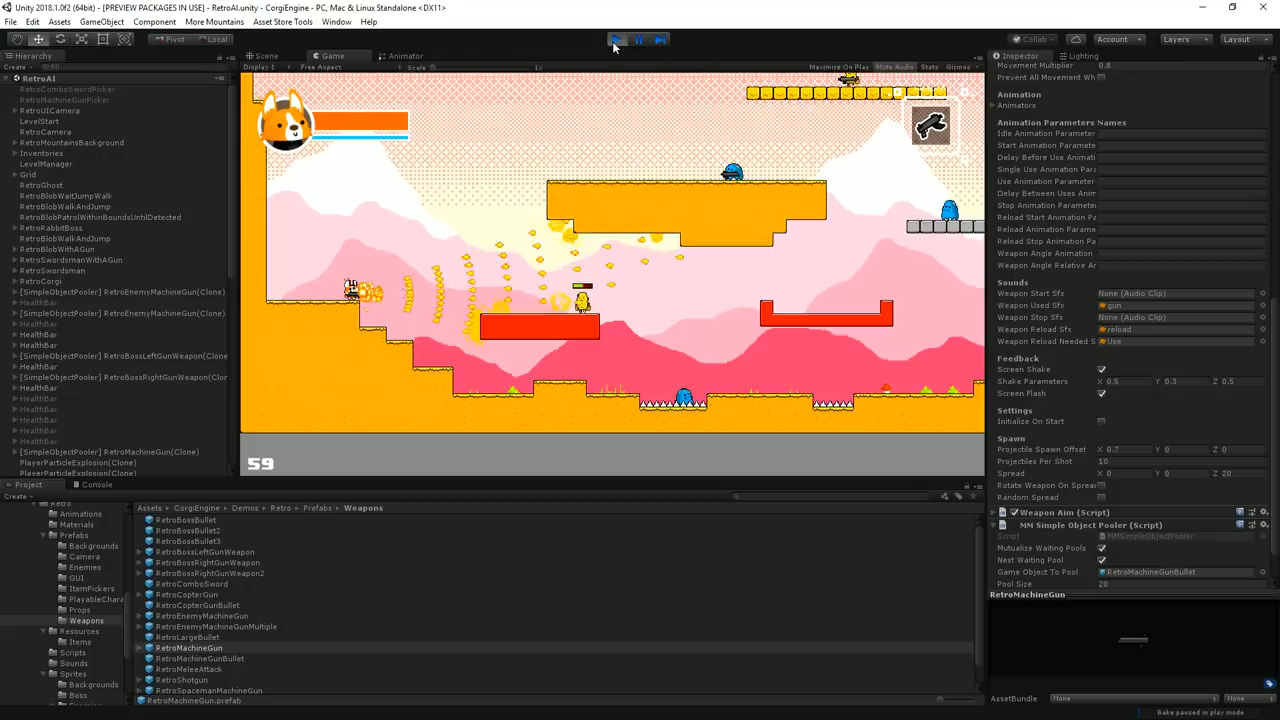 Unity 2018.1.0f2 (64bit) - [PREVIEW PACKAGES IN USE] - RetroAI.unity - CorgiEngine - PC, Mac & Linux Standalone <DX11>
File Edit Assets GameObject Component More Mountains Asset Store Tools Window Help
Pivot Local Collab Account Layers Layout
Hierarchy Scene Game Animator Inspector Lighting
Create Display 1 Free Aspect Scale 1x Maximize On Play Mute Audio Stats Gizmos
RetroAI
RetroComboSwordPicker
RetroMachineGunPicker
RetroUICamera
LevelStart
RetroCamera
RetroMountainsBackground
Inventories
LevelManager
Grid
RetroGhost
RetroBlobWaitJumpWalk
RetroBlobWalkAndJump
RetroBlobPatrolWithinBoundsUntilDetected
RetroRabbitBoss
RetroBlobWalkAndJump
RetroBlobWithAGun
RetroSwordsmanWithAGun
RetroSwordsman
RetroCorgi
[SimpleObjectPooler] RetroEnemyMachineGun(Clone)
HealthBar
[SimpleObjectPooler] RetroEnemyMachineGun(Clone)
HealthBar
HealthBar
HealthBar
[SimpleObjectPooler] RetroBossLeftGunWeapon(Clone
HealthBar
[SimpleObjectPooler] RetroBossRightGunWeapon(Clor
HealthBar
HealthBar
HealthBar
HealthBar
HealthBar
HealthBar
[SimpleObjectPooler] RetroMachineGun(Clone)
PlayerParticleExplosion(Clone)
PlayerParticleExplosion(Clone)
59
Movement Multiplier 0.8
Prevent All Movement Wh
Animation
Animators
Animation Parameters Names
Idle Animation Parameter
Start Animation Paramete
Delay Before Use Animati
Single Use Animation Par
Use Animation Parameter
Delay Between Uses Anim
Stop Animation Paramete
Reload Start Animation Pa
Reload Animation Parame
Reload Stop Animation Pa
Weapon Angle Animation
Weapon Angle Relative Ar
Sounds
Weapon Start Sfx None (Audio Clip)
Weapon Used Sfx gun
Weapon Stop Sfx None (Audio Clip)
Weapon Reload Sfx reload
Weapon Reload Needed S Use
Feedback
Screen Shake
Shake Parameters X 0.5 Y 0.3 Z 0.5
Screen Flash
Settings
Initialize On Start
Spawn
Projectile Spawn Offset X 0.7 Y 0 Z 0
Projectiles Per Shot 10
Spread X 0 Y 0 Z 20
Rotate Weapon On Sprea
Random Spread
Weapon Aim (Script)
MM Simple Object Pooler (Script)
Script MMSimpleObjectPooler
Mutualize Waiting Pools
Nest Waiting Pool
Game Object To Pool RetroMachineGunBullet
Pool Size 20
RetroMachineGun
AssetBundle None None
Bake paused in play mode
Project Console
Create
Retro
Animations
Materials
Prefabs
Backgrounds
Camera
Enemies
GUI
ItemPickers
PlayableChara
Props
Weapons
Resources
Items
Scripts
Sounds
Sprites
Backgrounds
Boss
Assets CorgiEngine Demos Retro Prefabs Weapons
RetroBossBullet
RetroBossBullet2
RetroBossBullet3
RetroBossLeftGunWeapon
RetroBossRightGunWeapon
RetroBossRightGunWeapon2
RetroComboSword
RetroCopterGun
RetroCopterGunBullet
RetroEnemyMachineGun
RetroEnemyMachineGunMultiple
RetroLargeBullet
RetroMachineGun
RetroMachineGunBullet
RetroMeleeAttack
RetroShotgun
RetroSpacemanMachineGun
RetroMachineGun.prefab